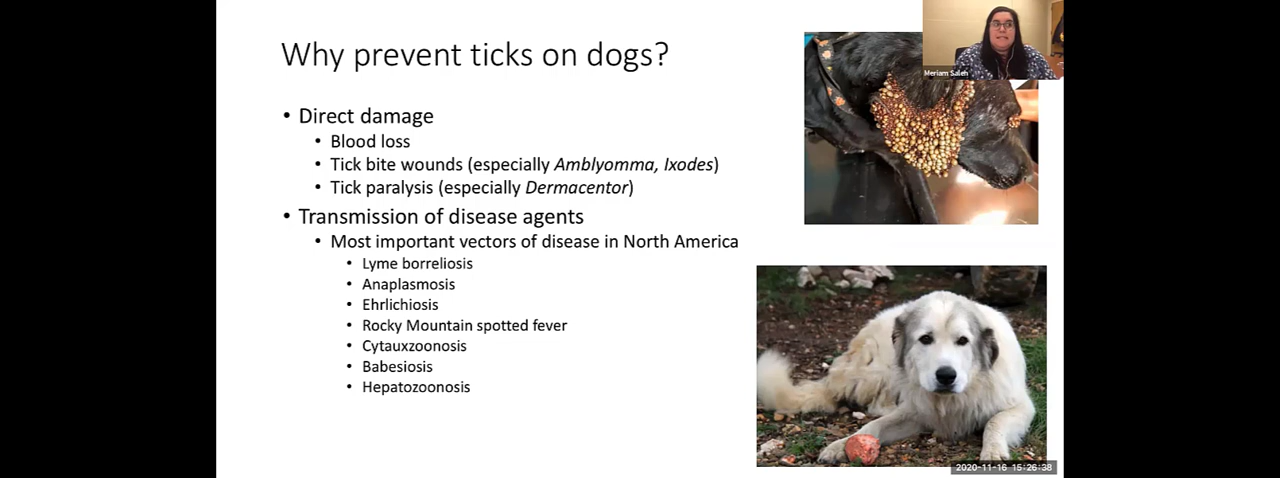 Why prevent ticks on dogs?
• Direct damage
• Blood loss
• Tick bite wounds (especially Amblyomma, Ixodes)
• Tick paralysis (especially Dermacentor)
• Transmission of disease agents
• Most important vectors of disease in North America
• Lyme borreliosis
• Anaplasmosis
• Ehrlichiosis
• Rocky Mountain spotted fever
• Cytauxzoonosis
• Babesiosis
• Hepatozoonosis
Meriam Saleh
2020-11-16 15:26:38